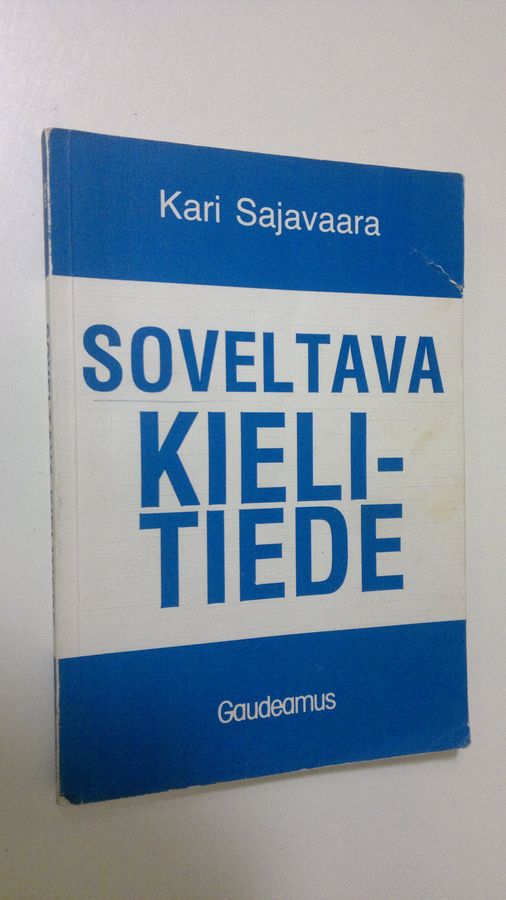 Kari Sajavaara
SOVELTAVA
KIELI-
TIEDE
Gaudeamus